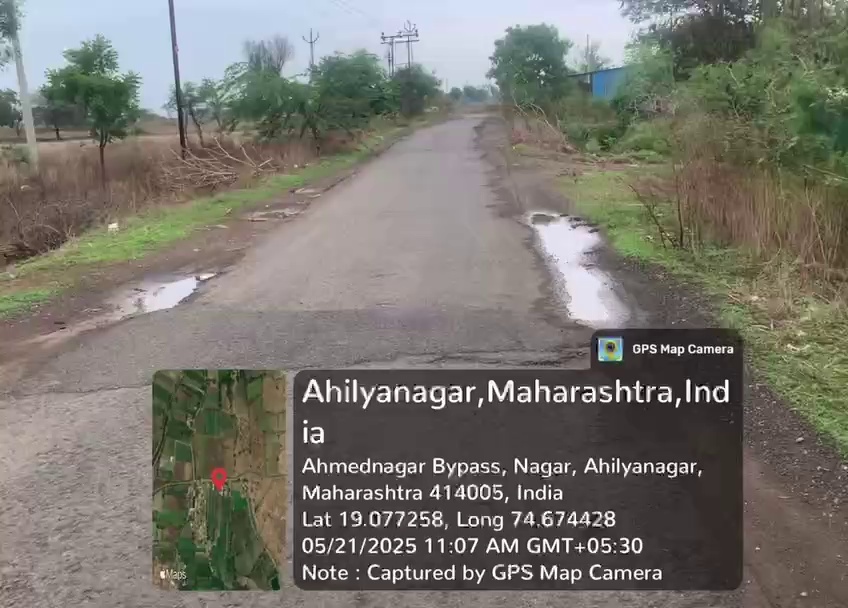 GPS Map Camera
Ahilyanagar,Maharashtra,Ind
ia
Ahmednagar Bypass, Nagar, Ahilyanagar,
Maharashtra 414005, India
Lat 19.077258, Long 74.674428
05/21/2025 11:07 AM GMT+05:30
Note : Captured by GPS Map Camera
Maps